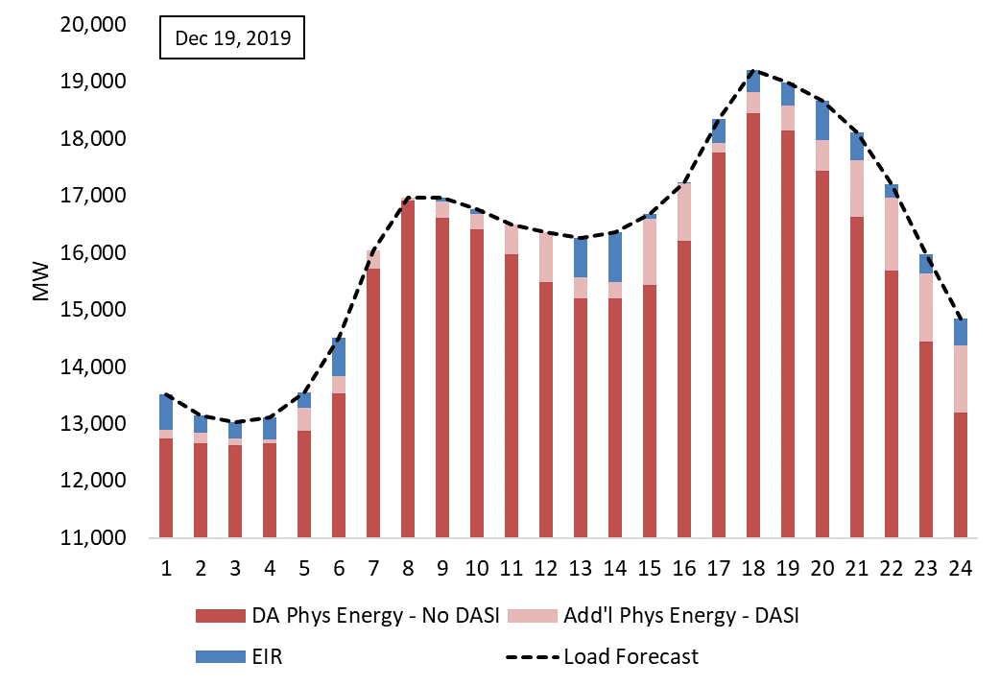 20,000
Dec 19, 2019
19,000
18,000
17,000
16,000
15,000
14,000
13,000
12,000
11,000
MW
1 2 3 4 5 6 7 8 9 10 11 12 13 14 15 16 17 18 19 20 21 22 23 24
DA Phys Energy - No DASI Add'l Phys Energy - DASI
EIR Load Forecast